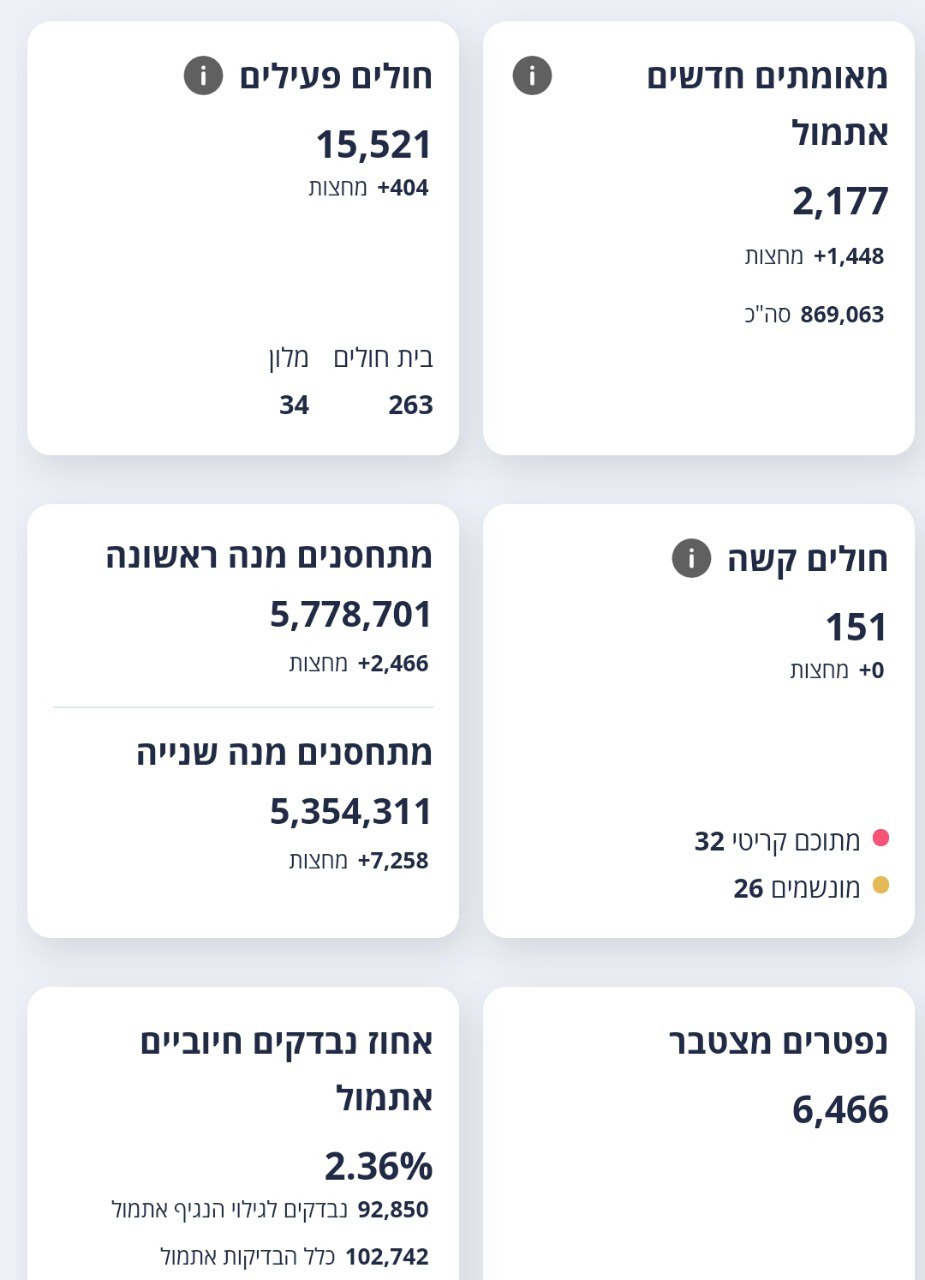 מאומתים חדשים
אתמול
2,177
+1,448 מחצות
869,063 סה"כ
חולים פעילים
15,521
+404 מחצות
בית חולים מלון
263 34
חולים קשה
151
+0 מחצות
מתוכם קריטי 32
מונשמים 26
מתחסנים מנה ראשונה
5,778,701
+2,466 מחצות
מתחסנים מנה שנייה
5,354,311
+7,258 מחצות
נפטרים מצטבר
6,466
אחוז נבדקים חיוביים
אתמול
2.36%
92,850 נבדקים לגילוי הנגיף אתמול
102,742 כלל הבדיקות אתמול